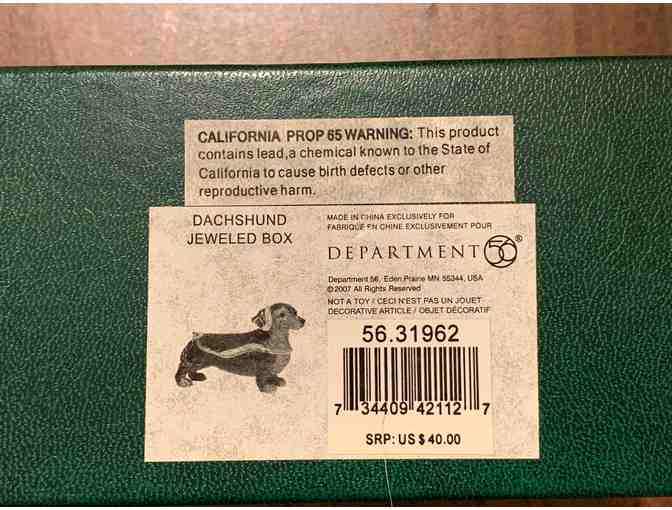 CALIFORNIA PROP 65 WARNING: This product
contains lead,a chemical known to the State of
California to cause birth defects or other
reproductive harm.
DACHSHUND
JEWELED BOX
MADE IN CHINA EXCLUSIVELY FOR
FABRIQUÉ EN CHINE EXCLUSIVEMENT POUR
DEPARTMENT 56®
Department 56, Eden Prairie MN 55344, USA
©2007 All Rights Reserved
NOT A TOY / CECI N'EST PAS UN JOUET
DECORATIVE ARTICLE / OBJET DÉCORATIF
56.31962
7 34409 42112 7
SRP: US $ 40.00